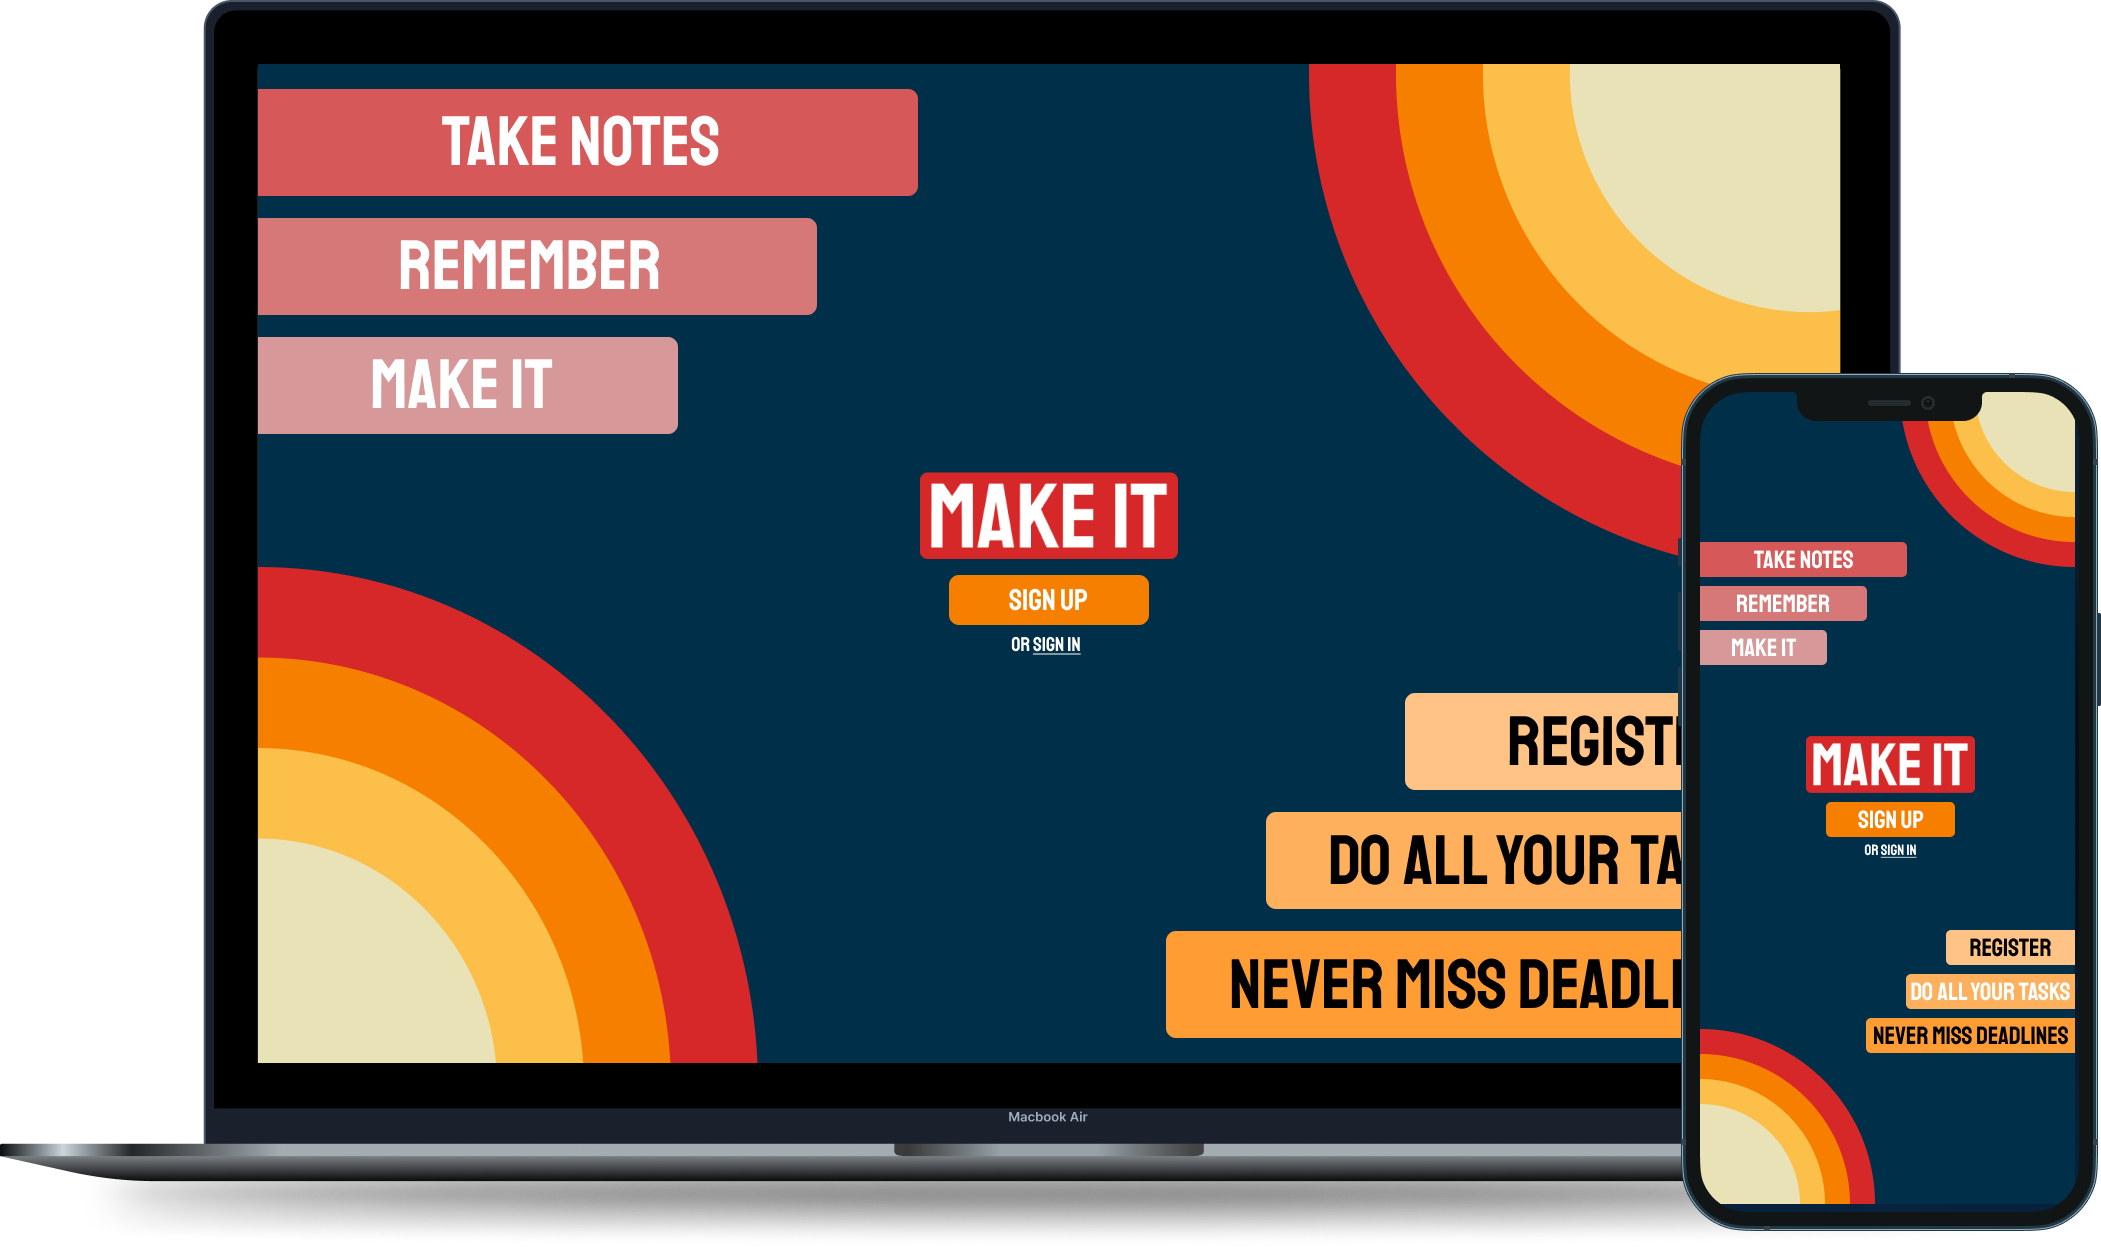 TAKE NOTES
REMEMBER
MAKE IT
MAKE IT
SIGN UP
OR SIGN IN
REGIST
DO ALL YOUR TA
NEVER MISS DEADLI
Macbook Air
TAKE NOTES
REMEMBER
MAKE IT
MAKE IT
SIGN UP
OR SIGN IN
REGISTER
DO ALL YOUR TASKS
NEVER MISS DEADLINES